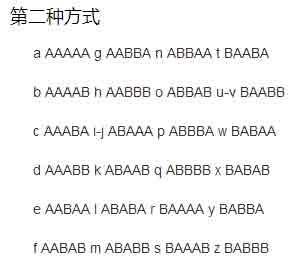 第二种方式
a AAAAA g AABBA n ABBAA t BAABA
b AAAAB h AABBB o ABBAB u-v BAABB
c AAABA i-j ABAAA p ABBBA w BABAA
d AAABB k ABAAB q ABBBB x BABAB
e AABAA l ABABA r BAAAA y BABBA
f AABAB m ABABB s BAAAB z BABBB